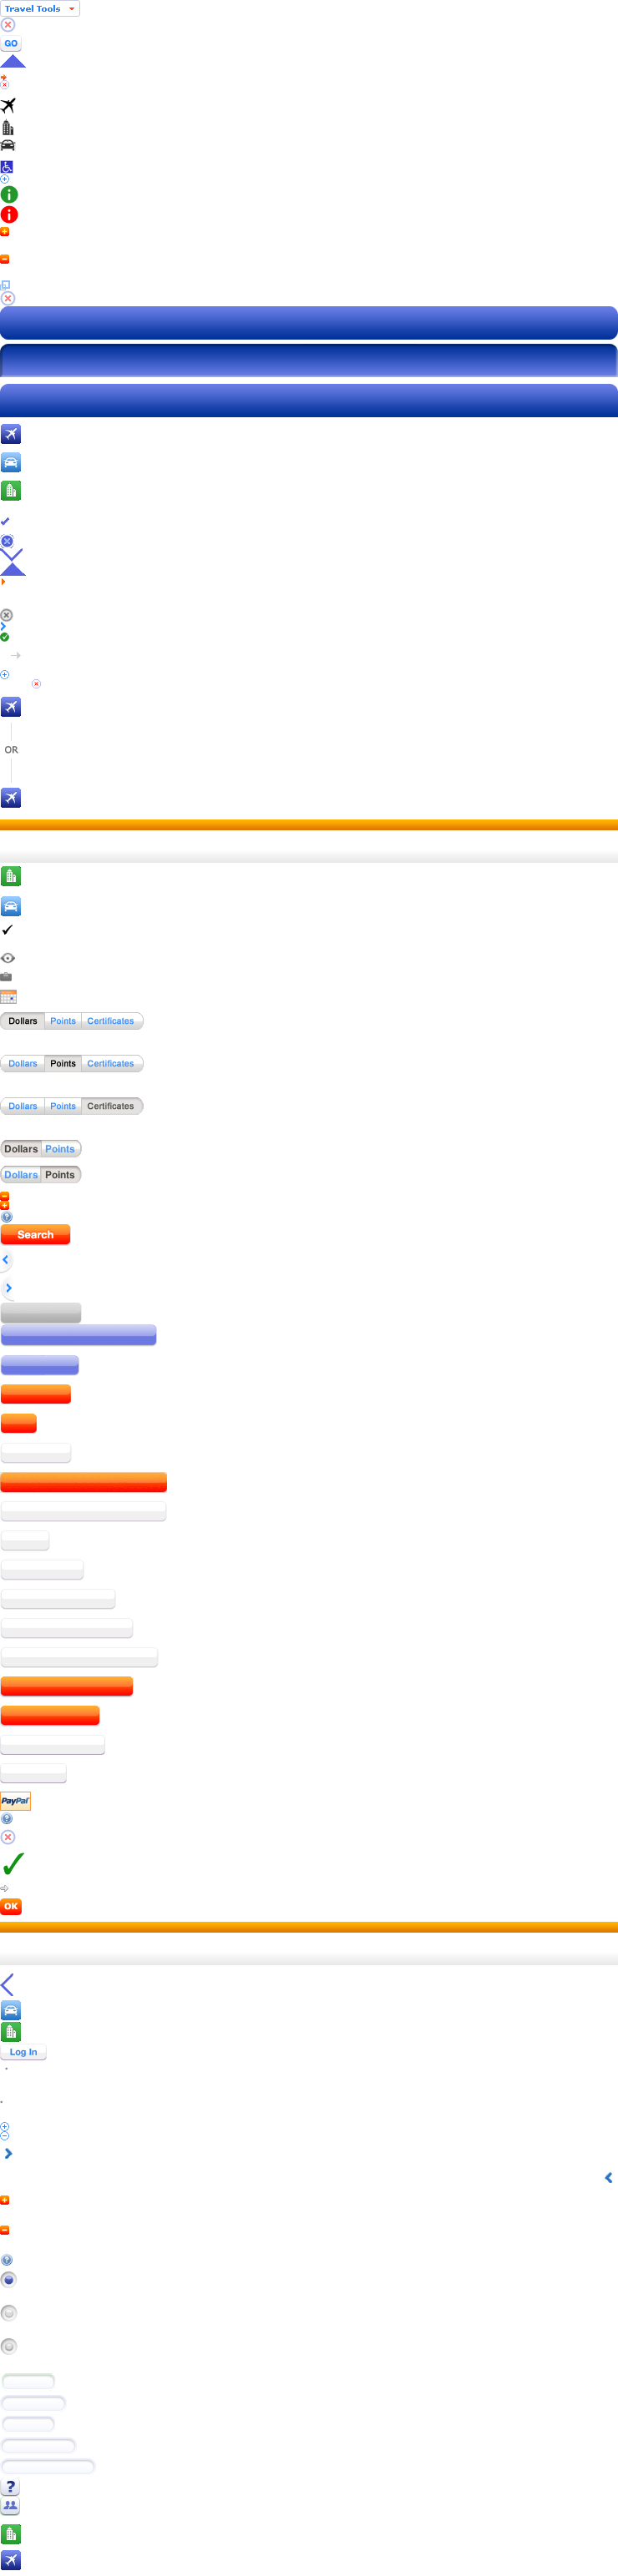 Travel Tools
GO
OR
Dollars Points Certificates
Dollars Points Certificates
Dollars Points Certificates
Dollars Points
Dollars Points
?
Search
PayPal
?
OK
Log In
?
?